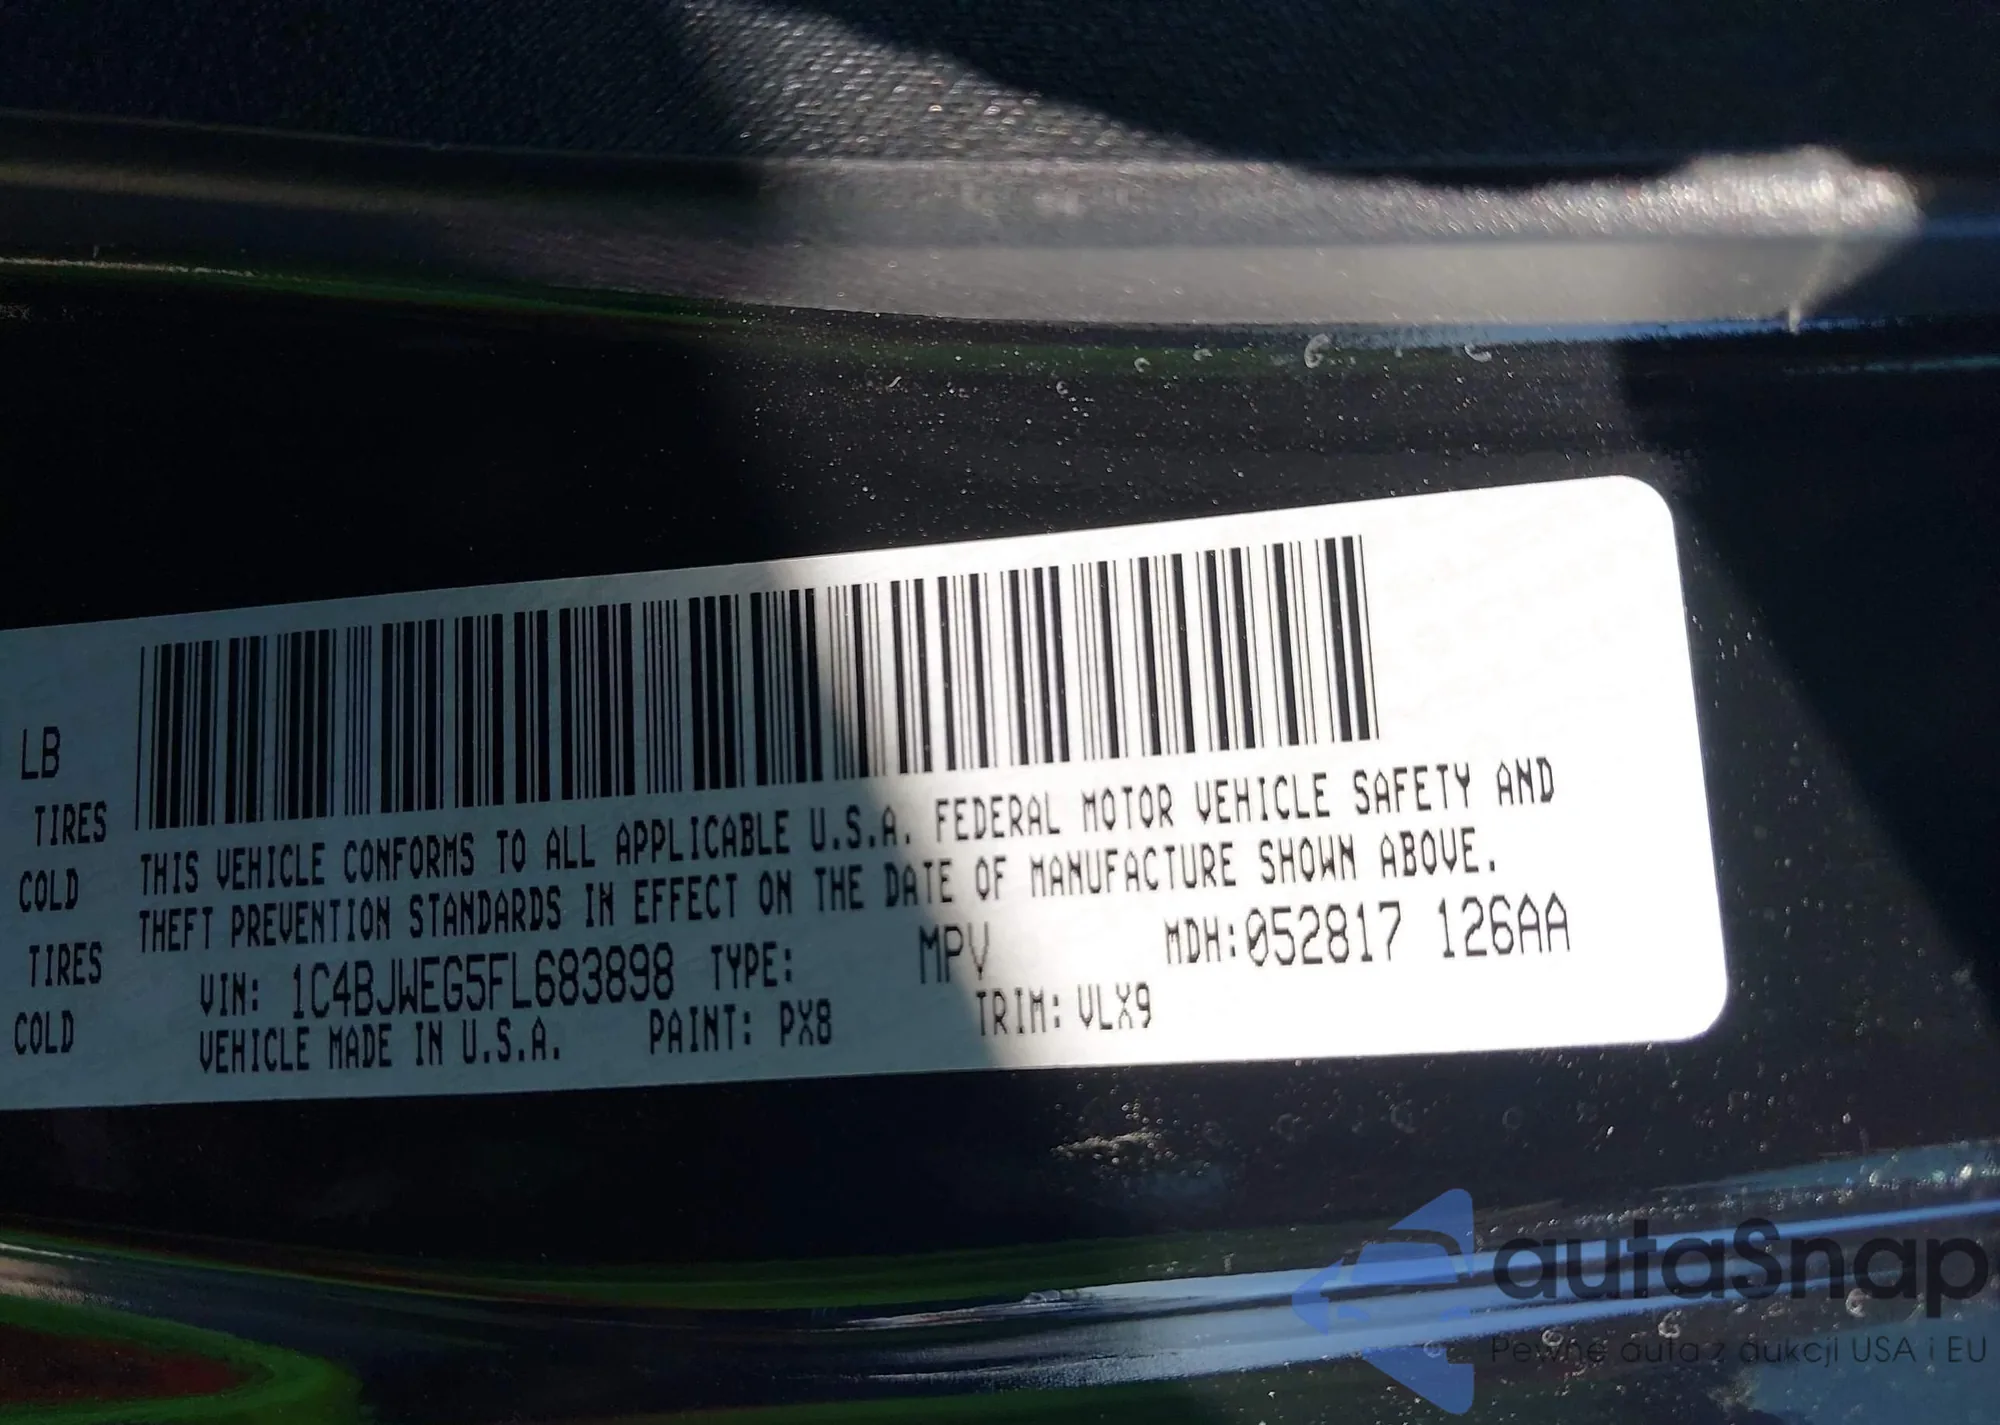 LB
TIRES
COLD
TIRES
COLD
THIS VEHICLE CONFORMS TO ALL APPLICABLE U.S.A. FEDERAL MOTOR VEHICLE SAFETY AND
THEFT PREVENTION STANDARDS IN EFFECT ON THE DATE OF MANUFACTURE SHOWN ABOVE.
VIN: 1C4BJWEG5FL683898 TYPE: MPV MDH:052817 126AA
VEHICLE MADE IN U.S.A. PAINT: PX8 TRIM: VLX9
autaSnap
Pewne auta z aukcji USA i EU